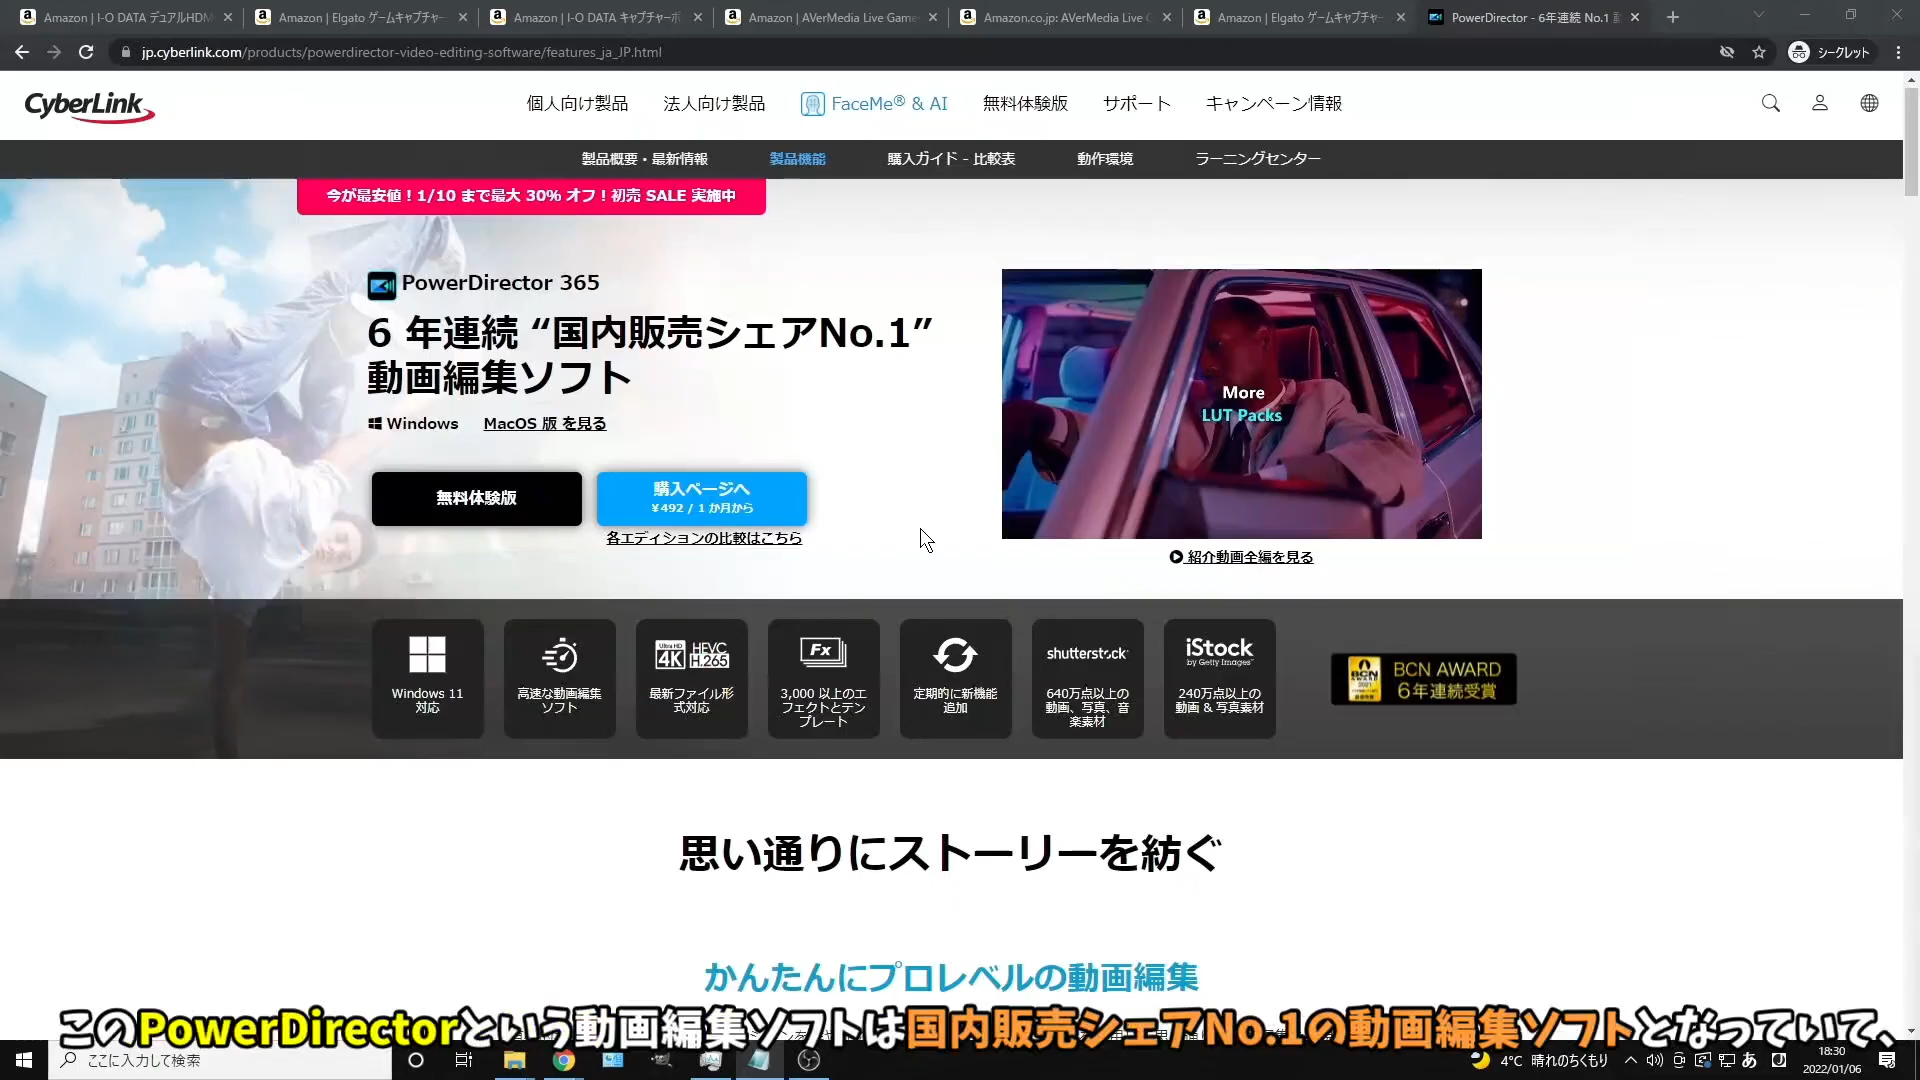 Amazon | I-O DATA デュアルHDM
Amazon | Elgato ゲームキャプチャー
Amazon | I-O DATA キャプチャーボ
Amazon | AVerMedia Live Game
Amazon.co.jp: AVerMedia Live G
Amazon | Elgato ゲームキャプチャー
PowerDirector - 6年連続 No.1 動
jp.cyberlink.com/products/powerdirector-video-editing-software/features_ja_JP.html
シークレット
CyberLink
個人向け製品
法人向け製品
FaceMe® & AI
無料体験版
サポート
キャンペーン情報
製品概要・最新情報
製品機能
購入ガイド - 比較表
動作環境
ラーニングセンター
今が最安値！1/10 まで最大 30% オフ！初売 SALE 実施中
PowerDirector 365
6 年連続 “国内販売シェアNo.1”
動画編集ソフト
Windows
MacOS 版 を見る
無料体験版
購入ページへ
¥492 / 1 か月から
各エディションの比較はこちら
More
LUT Packs
紹介動画全編を見る
Windows 11
対応
高速な動画編集
ソフト
Ultra HD
4K
HEVC
H.265
最新ファイル形
式対応
Fx
3,000 以上のエ
フェクトとテン
プレート
定期的に新機能
追加
shutterstock
640万点以上の
動画、写真、音
楽素材
iStock
by Getty Images™
240万点以上の
動画 & 写真素材
BCN
AWARD
2021
BCN AWARD
6年連続受賞
思い通りにストーリーを紡ぐ
かんたんにプロレベルの動画編集
このPowerDirectorという動画編集ソフトは国内販売シェアNo.1の動画編集ソフトとなっていて、
ここに入力して検索
4°C 晴れのちくもり
あ
18:30
2022/01/06